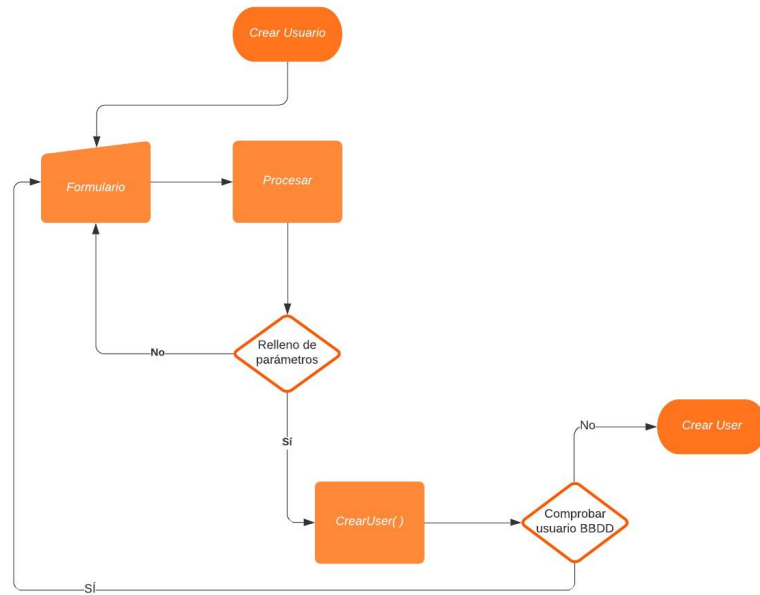 Crear Usuario
Formulario
Procesar
Relleno de
parámetros
No
Sí
CrearUser( )
Comprobar
usuario BBDD
No
Crear User
SÍ